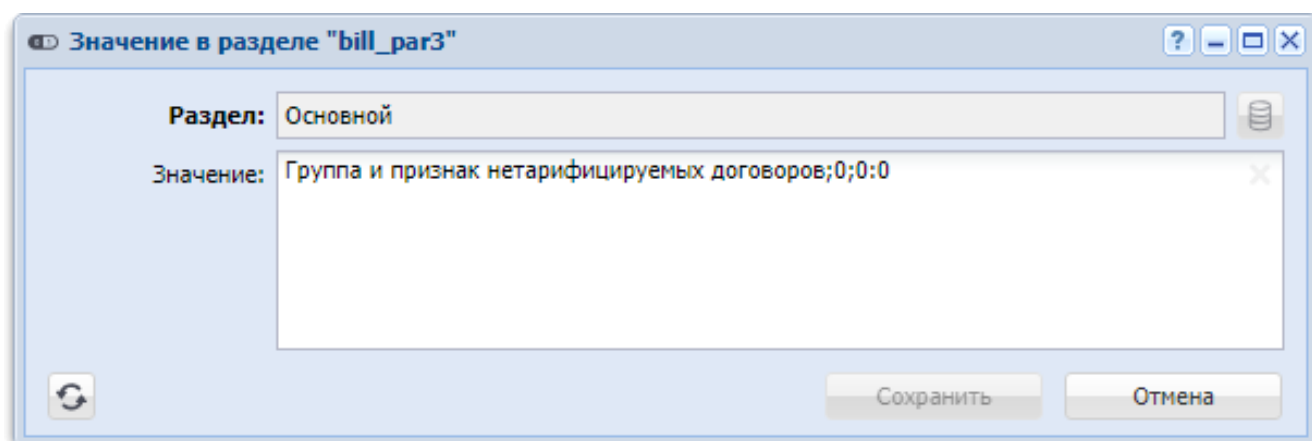 Значение в разделе "bill_par3"
Раздел: Основной
Значение: Группа и признак нетарифицируемых договоров;0;0:0
Сохранить Отмена